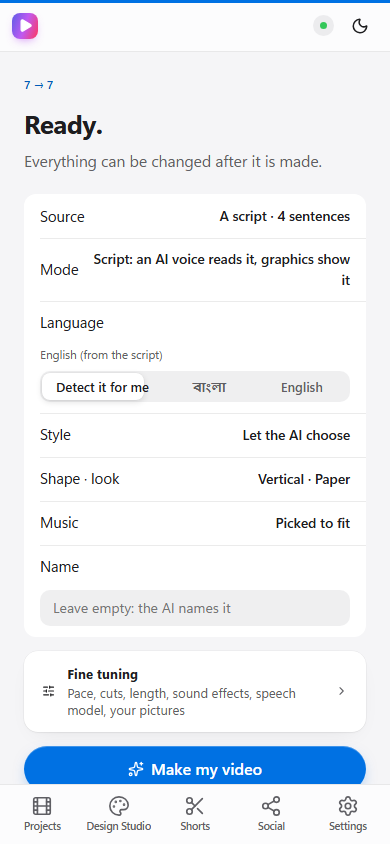 7 → 7
Ready.
Everything can be changed after it is made.
Source
A script · 4 sentences
Mode
Script: an AI voice reads it, graphics show
it
Language
English (from the script)
Detect it for me
বাংলা
English
Style
Let the AI choose
Shape · look
Vertical · Paper
Music
Picked to fit
Name
Leave empty: the AI names it
Fine tuning
Pace, cuts, length, sound effects, speech
model, your pictures
Make my video
Projects
Design Studio
Shorts
Social
Settings